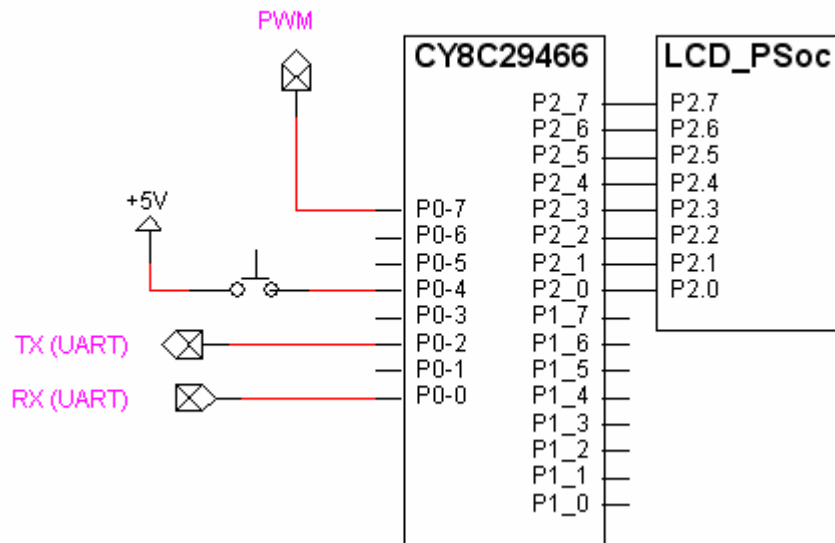 PWM
CY8C29466
LCD_PSoc
P2_7
P2.7
P2_6
P2.6
P2_5
P2.5
P2_4
P2.4
+5V
P0-7
P2_3
P2.3
P0-6
P2_2
P2.2
P0-5
P2_1
P2.1
P0-4
P2_0
P2.0
P0-3
P1_7
TX (UART)
P0-2
P1_6
P0-1
P1_5
RX (UART)
P0-0
P1_4
P1_3
P1_2
P1_1
P1_0